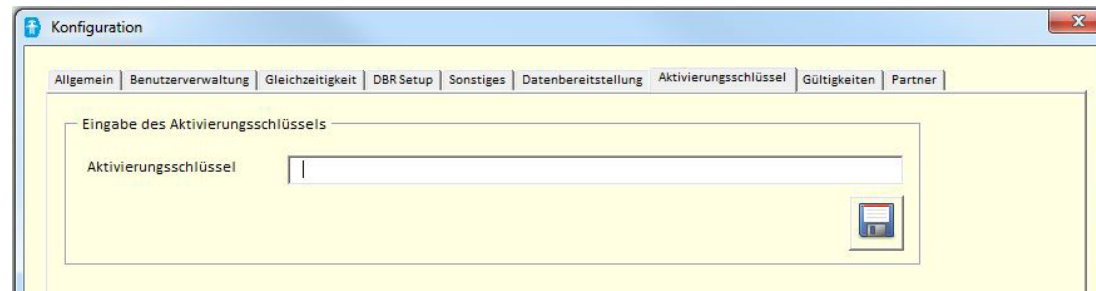 Konfiguration
Allgemein Benutzerverwaltung Gleichzeitigkeit DBR Setup Sonstiges Datenbereitstellung Aktivierungsschlüssel Gültigkeiten Partner
Eingabe des Aktivierungsschlüssels
Aktivierungsschlüssel